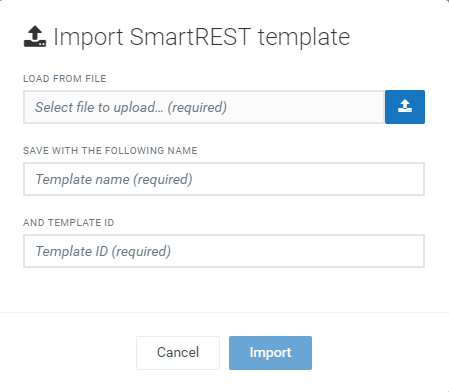 Import SmartREST template
LOAD FROM FILE
Select file to upload... (required)
SAVE WITH THE FOLLOWING NAME
Template name (required)
AND TEMPLATE ID
Template ID (required)
Cancel Import